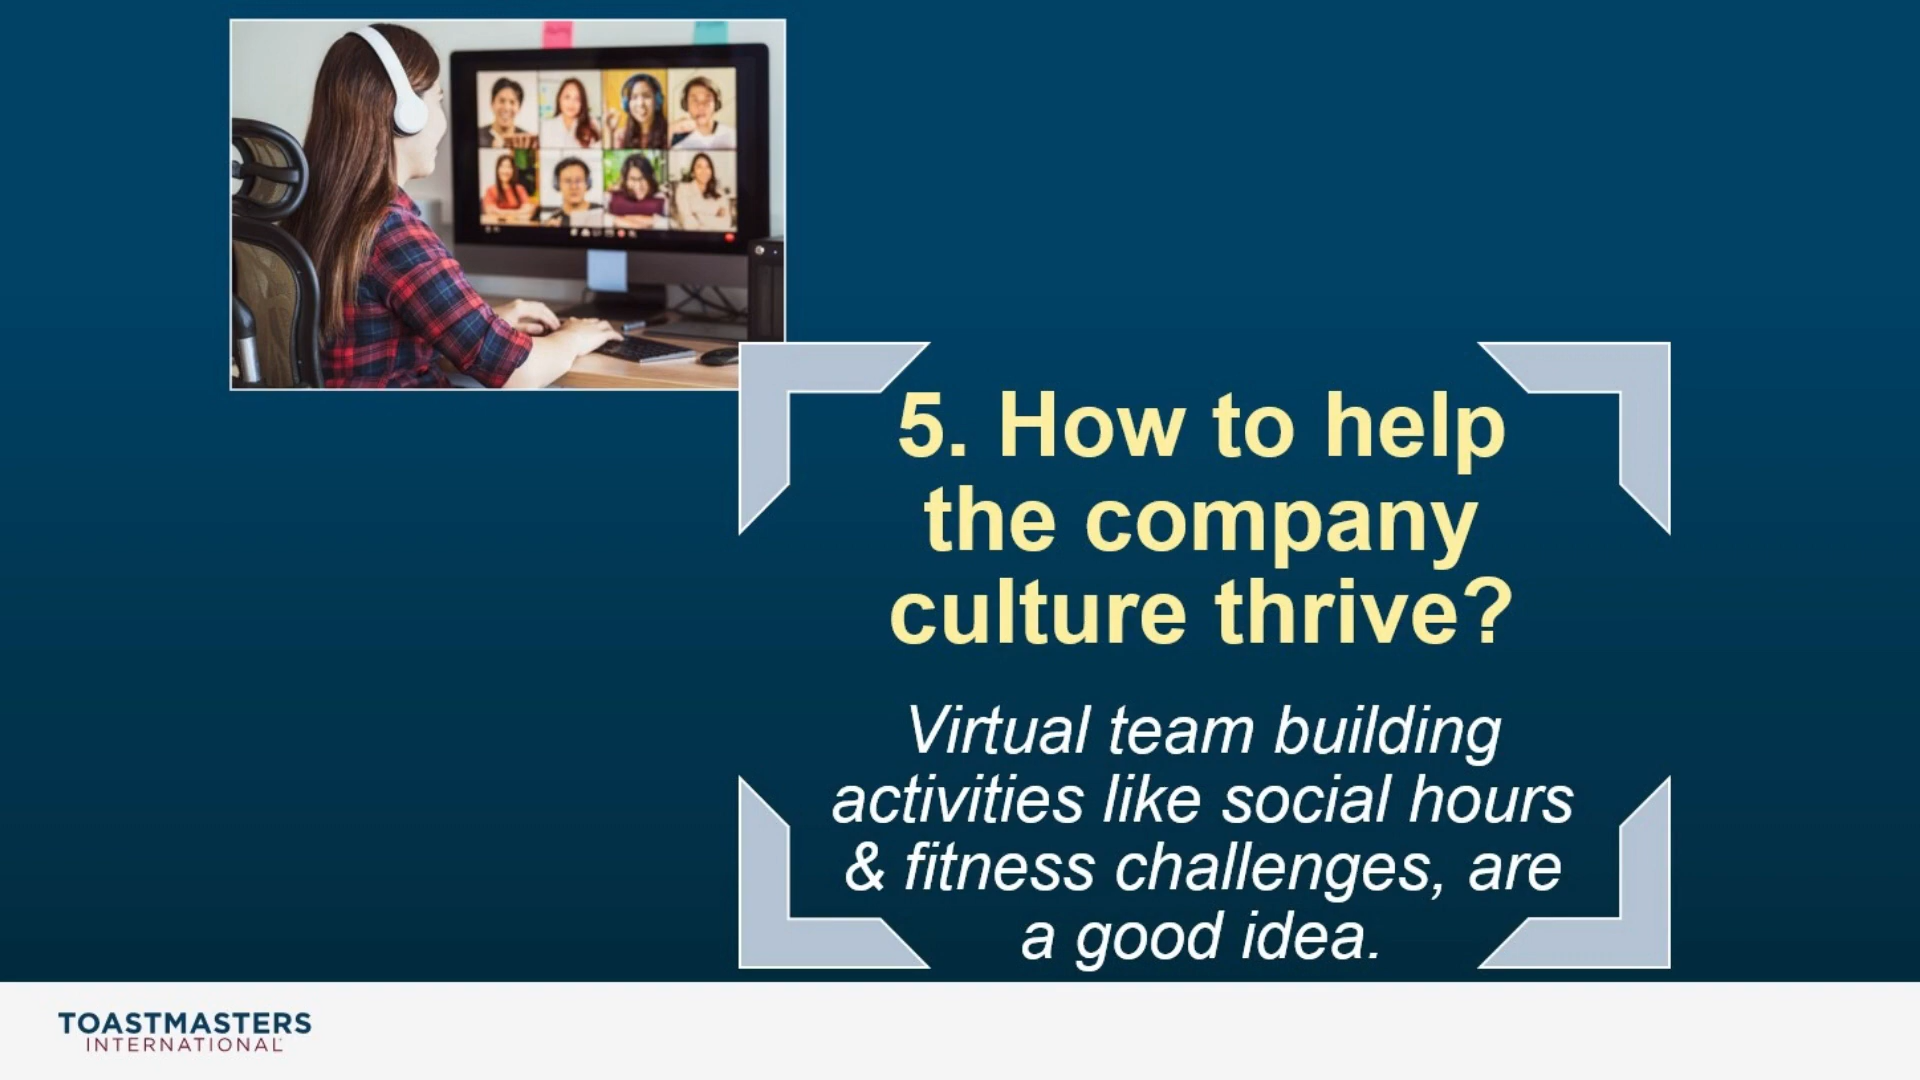 5. How to help
the company
culture thrive?
Virtual team building
activities like social hours
& fitness challenges, are
a good idea.
TOASTMASTERS
INTERNATIONAL